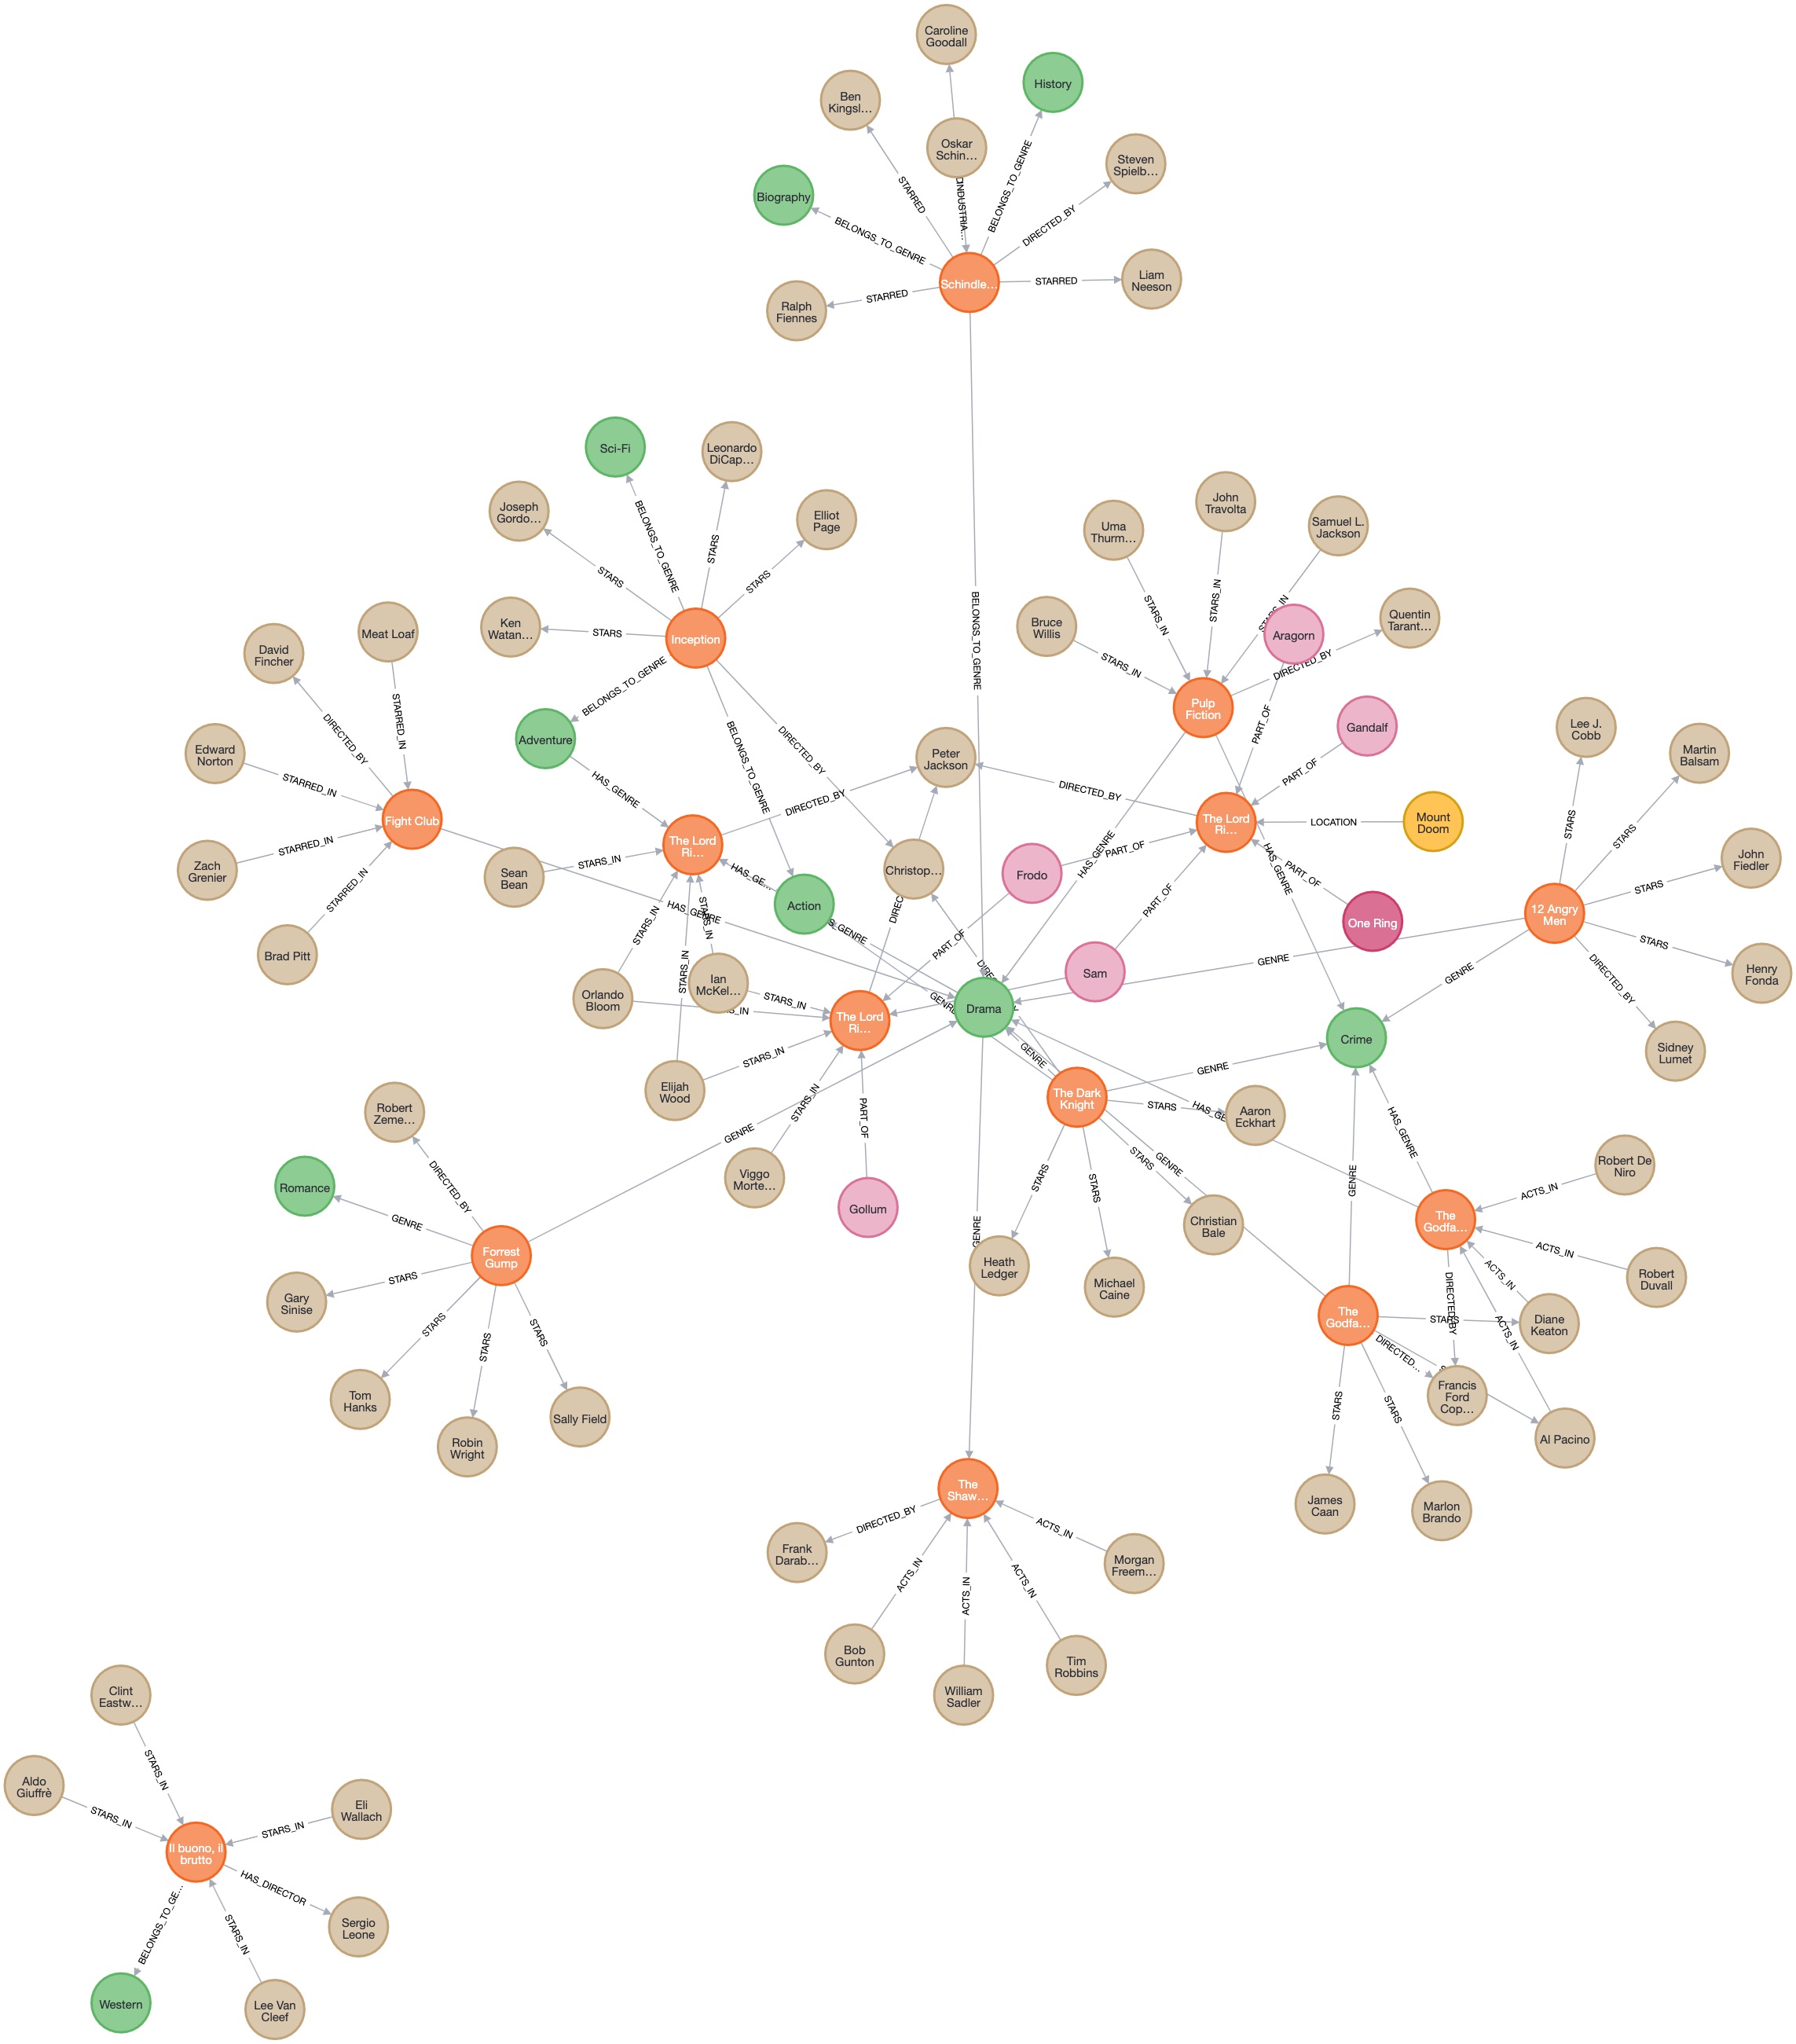 Caroline
Goodall
History
Ben
Kingsl...
Oskar
Schin...
Steven
Spielb...
Biography
STARRED
BELONGS_TO_GENRE
BELONGS_TO_GENRE
DIRECTED_BY
Schindle...
STARRED
Liam
Neeson
Ralph
Fiennes
STARRED
BELONGS_TO_GENRE
Sci-Fi
Leonardo
DiCap...
Joseph
Gordo...
Elliot
Page
BELONGS_TO_GENRE
STARS
STARS
STARS
Ken
Watan...
STARS
Inception
BELONGS_TO_GENRE
BELONGS_TO_GENRE
DIRECTED_BY
Adventure
HAS_GENRE
John
Travolta
Uma
Thurm...
Samuel L.
Jackson
Bruce
Willis
STARS_IN
STARS_IN
STARS_IN
STARS_IN
Aragorn
Quentin
Tarant...
DIRECTED_BY
Pulp
Fiction
PART_OF
Gandalf
PART_OF
Meat Loaf
David
Fincher
DIRECTED_BY
STARRED_IN
Edward
Norton
STARRED_IN
Fight Club
Zach
Grenier
STARRED_IN
STARRED_IN
Brad Pitt
HAS_GENRE
Peter
Jackson
DIRECTED_BY
DIRECTED_BY
The Lord
Ri...
The Lord
Ri...
LOCATION
Mount
Doom
Sean
Bean
STARS_IN
HAS_GE...
Action
Christop...
Frodo
PART_OF
HAS_GENRE
HAS_GENRE
PART_OF
One Ring
PART_OF
PART_OF
Sam
STARS_IN
STARS_IN
STARS_IN
Orlando
Bloom
Ian
McKel...
STARS_IN
The Lord
Ri...
Drama
GENRE
Elijah
Wood
STARS_IN
STARS_IN
Viggo
Morte...
PART_OF
Gollum
Lee J.
Cobb
Martin
Balsam
STARS
STARS
John
Fiedler
STARS
12 Angry
Men
STARS
Henry
Fonda
GENRE
GENRE
DIRECTED_BY
Sidney
Lumet
Crime
GENRE
GENRE
The Dark
Knight
STARS
Aaron
Eckhart
STARS
STARS
STARS
GENRE
Heath
Ledger
Michael
Caine
Christian
Bale
GENRE
HAS_GENRE
GENRE
Robert De
Niro
ACTS_IN
The
Godfa...
ACTS_IN
Robert
Duvall
ACTS_IN
Diane
Keaton
The
Godfa...
STARS
DIRECTED_BY
ACTS_IN
DIRECTED...
Francis
Ford
Cop...
Al Pacino
STARS
STARS
James
Caan
Marlon
Brando
Robert
Zeme...
Romance
DIRECTED_BY
GENRE
GENRE
Forrest
Gump
Gary
Sinise
STARS
STARS
STARS
STARS
Tom
Hanks
Robin
Wright
Sally Field
The
Shaw...
DIRECTED_BY
Frank
Darab...
ACTS_IN
ACTS_IN
ACTS_IN
ACTS_IN
Morgan
Freem...
Bob
Gunton
William
Sadler
Tim
Robbins
Clint
Eastw...
STARS_IN
Aldo
Giuffrè
STARS_IN
Eli
Wallach
STARS_IN
Il buono, il
brutto
HAS_DIRECTOR
Sergio
Leone
BELONGS_TO_GE...
STARS_IN
Western
Lee Van
Cleef